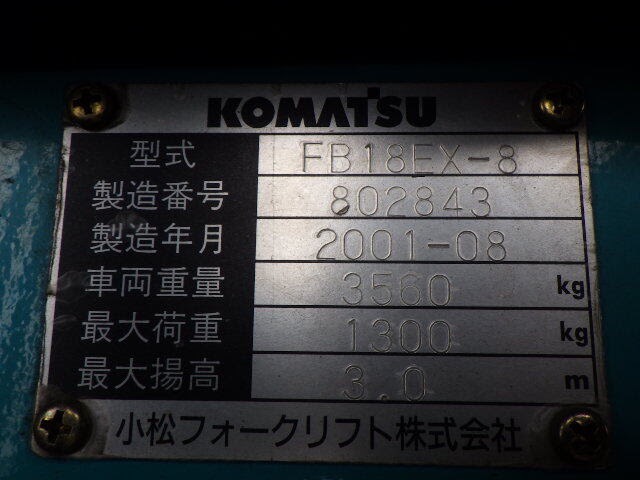 KOMATSU
型式 FB18EX-8
製造番号 802843
製造年月 2001-08
車両重量 3560 kg
最大荷重 1300 kg
最大揚高 3.0 m
小松フォークリフト株式会社